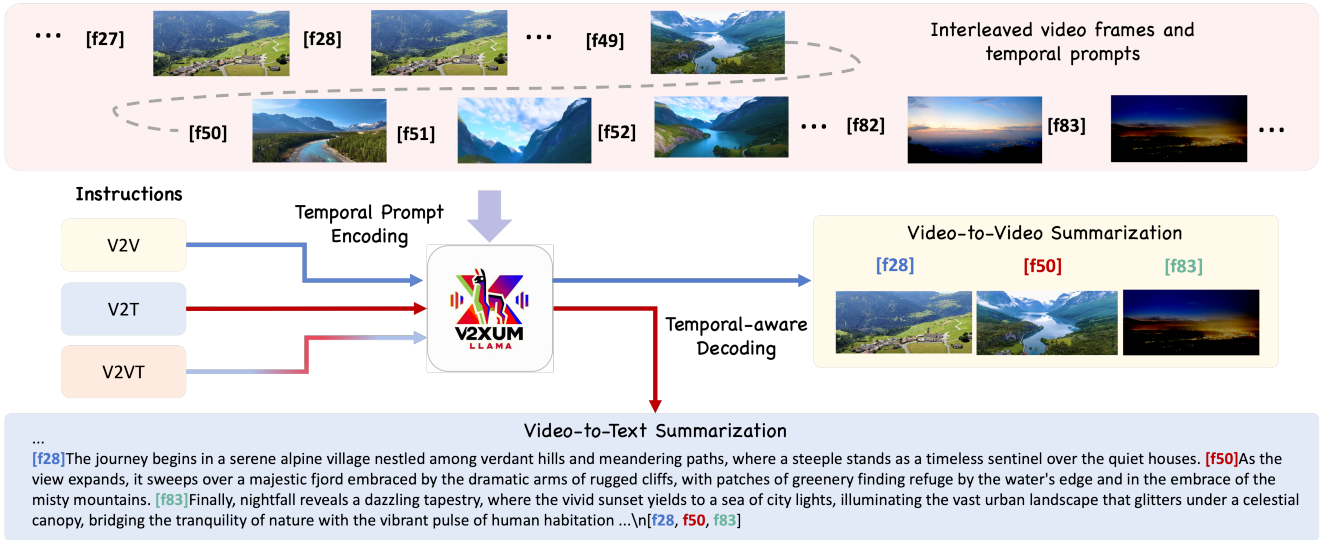 ... [f27] [f28] ... [f49] Interleaved video frames and
temporal prompts
[f50] [f51] [f52] ... [f82] [f83] ...
Instructions
Temporal Prompt
Encoding
V2V
V2T
V2VT
V2XUM
LLAMA
Temporal-aware
Decoding
Video-to-Video Summarization
[f28] [f50] [f83]
Video-to-Text Summarization
...
[f28]The journey begins in a serene alpine village nestled among verdant hills and meandering paths, where a steeple stands as a timeless sentinel over the quiet houses. [f50]As the
view expands, it sweeps over a majestic fjord embraced by the dramatic arms of rugged cliffs, with patches of greenery finding refuge by the water's edge and in the embrace of the
misty mountains. [f83]Finally, nightfall reveals a dazzling tapestry, where the vivid sunset yields to a sea of city lights, illuminating the vast urban landscape that glitters under a celestial
canopy, bridging the tranquility of nature with the vibrant pulse of human habitation ...\n[f28, f50, f83]